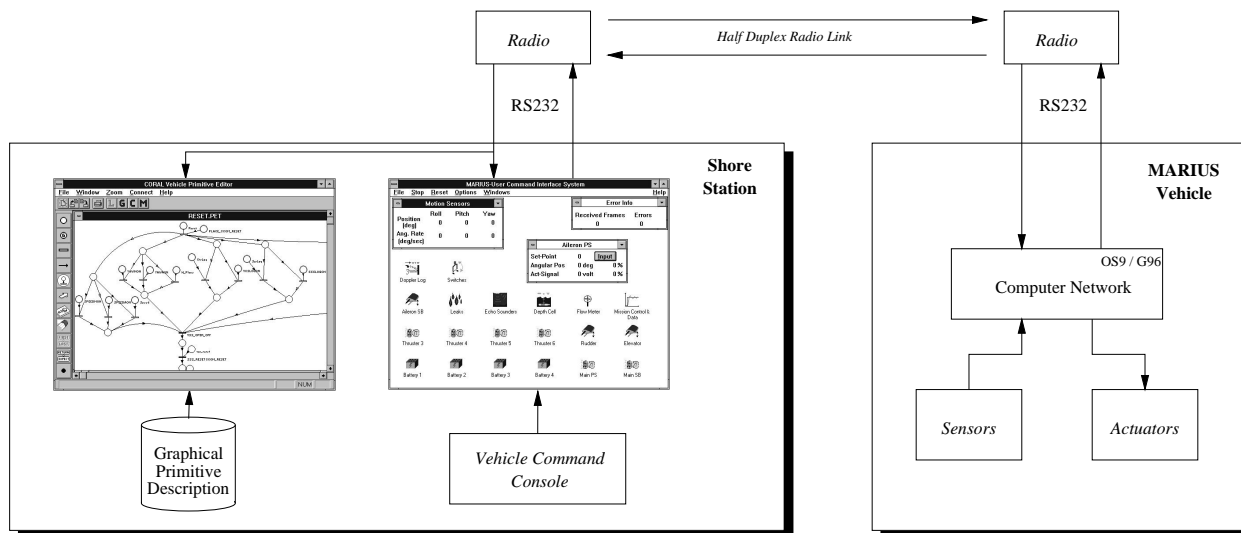 Radio
Half Duplex Radio Link
Radio
RS232
RS232
Shore
Station
MARIUS
Vehicle
CORAL Vehicle Primitive Editor
File Window Zoom Connect Help
L G C M
RESET.PET
NUM
MARIUS-User Command Interface System
File Stop Reset Options Windows Help
Motion Sensors
Roll Pitch Yaw
Position 0 0 0
(deg)
Ang. Rate 0 0 0
(deg/sec)
Error Info
Received Frames Errors
0 0
Aileron PS
Set-Point 0 Input
Angular Pos 0 deg 0 %
Act-Signal 0 volt 0 %
Doppler Log Switches
Aileron SB Leaks Echo Sounders Depth Cell Flow Meter Mission Control &
Data
Thruster 3 Thruster 4 Thruster 5 Thruster 6 Rudder Elevator
Battery 1 Battery 2 Battery 3 Battery 4 Main PS Main SB
Graphical
Primitive
Description
Vehicle Command
Console
OS9 / G96
Computer Network
Sensors
Actuators